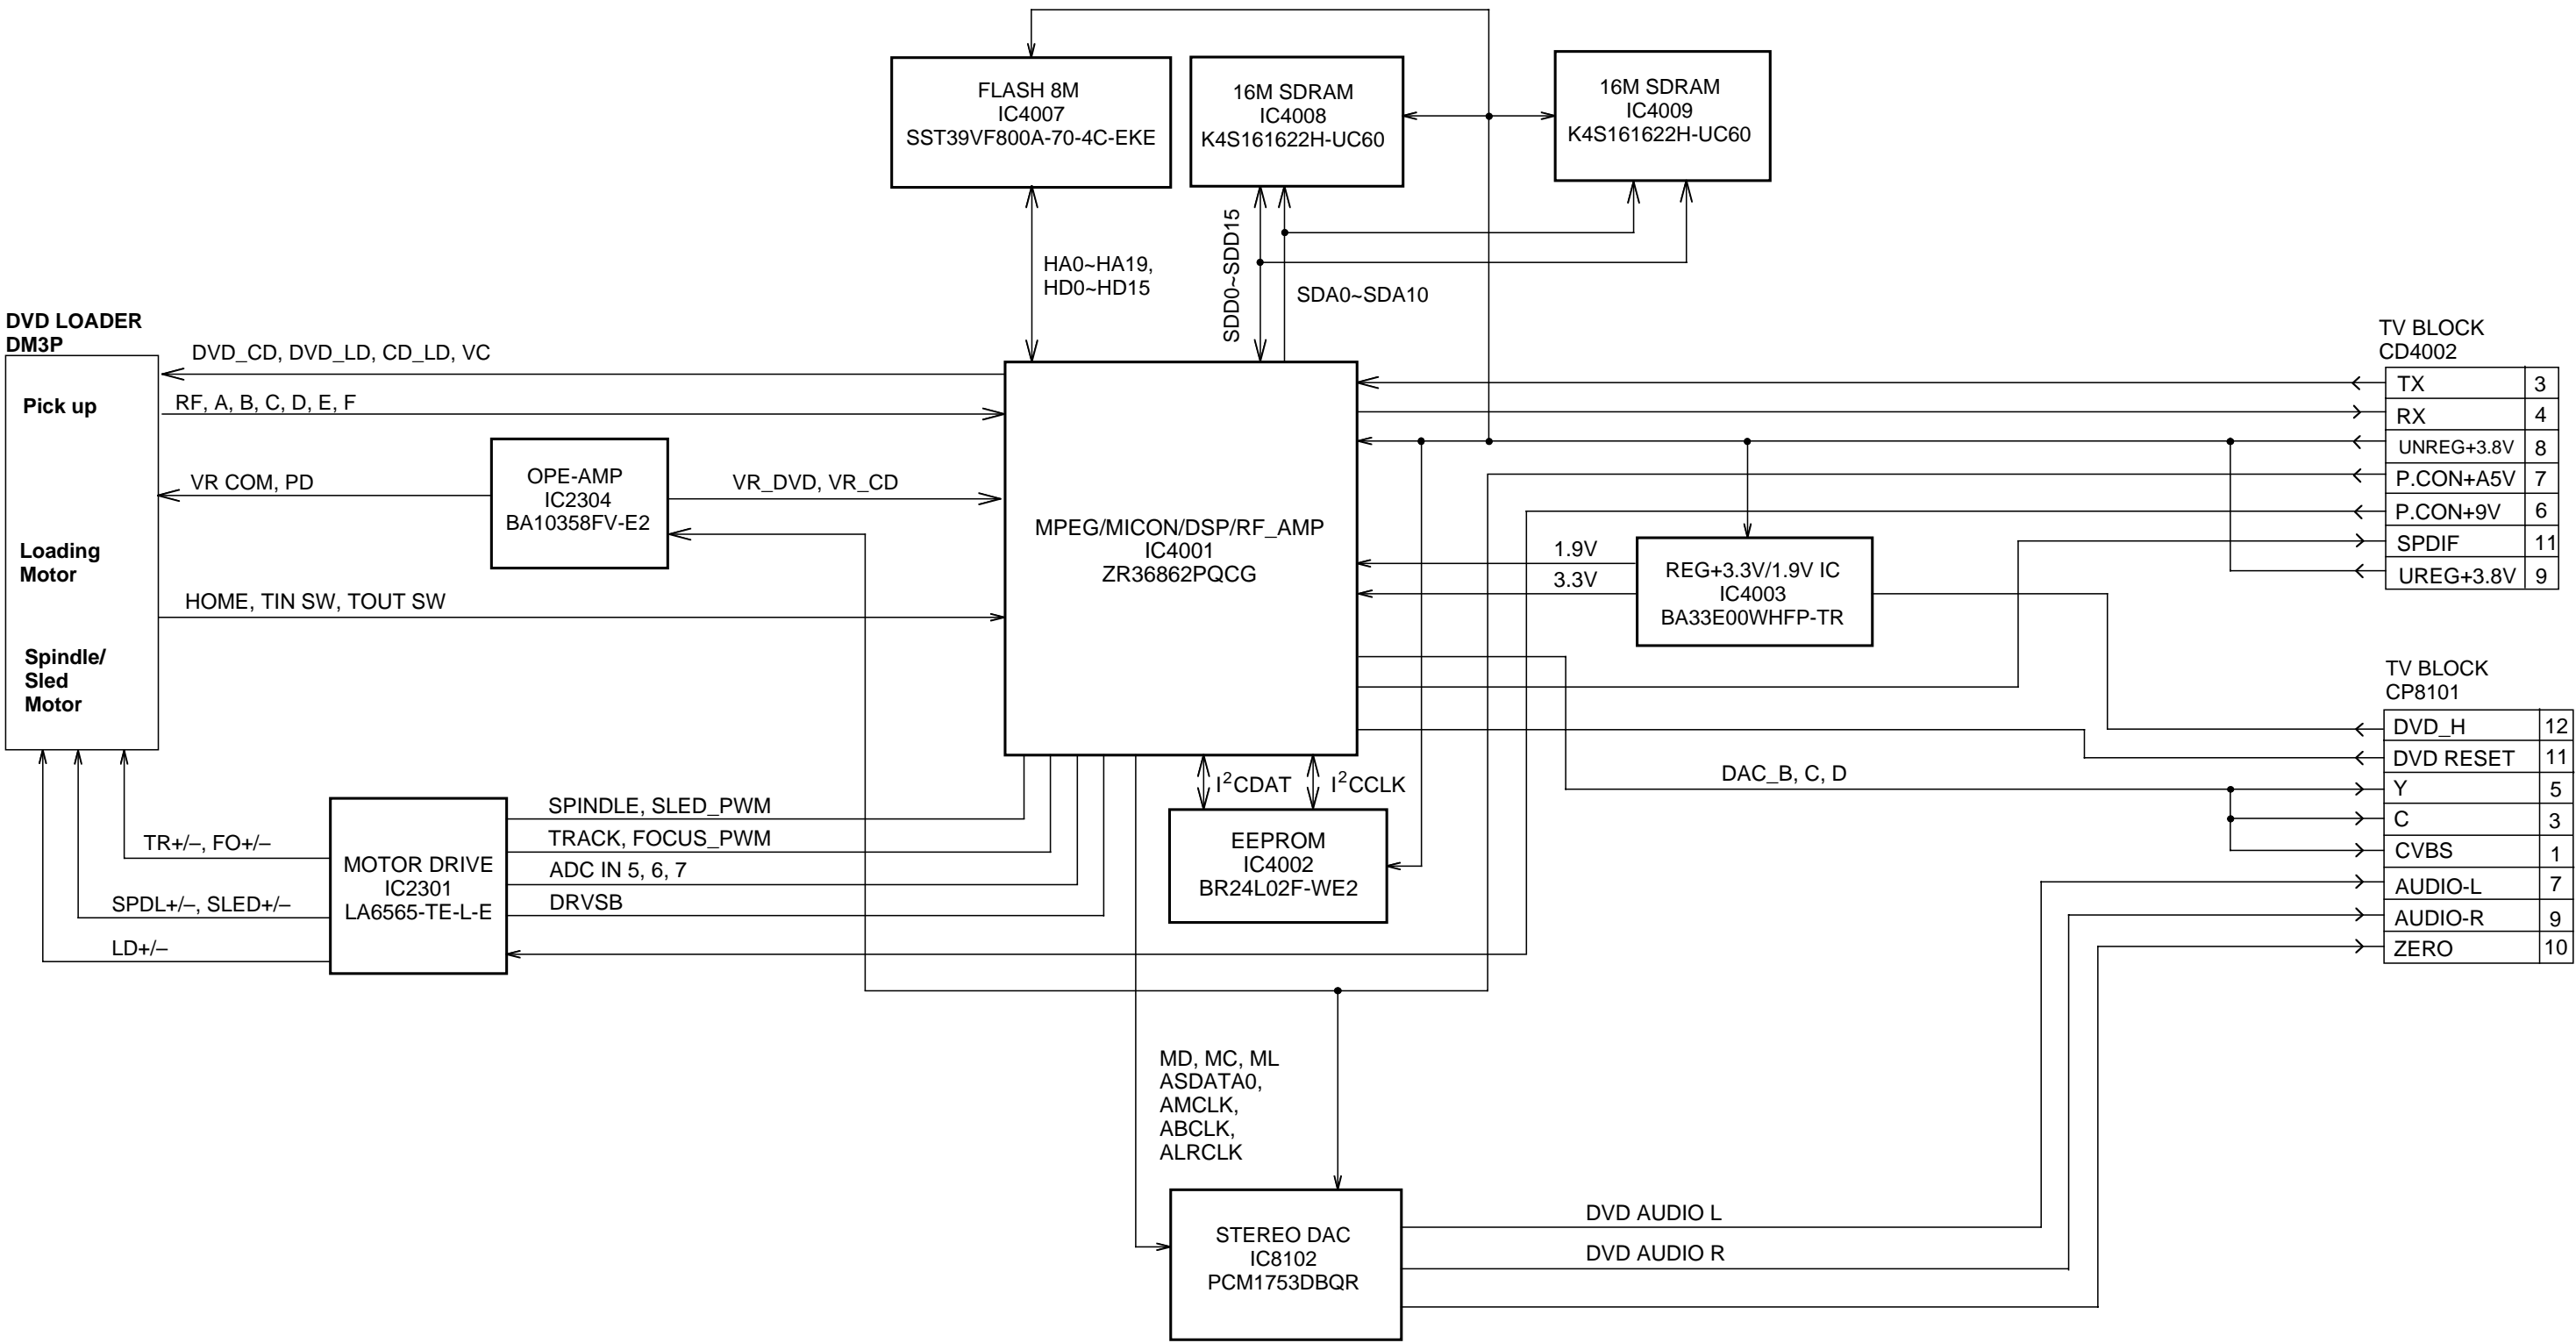 FLASH 8M
IC4007
SST39VF800A-70-4C-EKE
16M SDRAM
IC4008
K4S161622H-UC60
16M SDRAM
IC4009
K4S161622H-UC60
HA0~HA19,
HD0~HD15
SDD0~SDD15
SDA0~SDA10
DVD LOADER
DM3P
Pick up
Loading
Motor
Spindle/
Sled
Motor
DVD_CD, DVD_LD, CD_LD, VC
RF, A, B, C, D, E, F
VR COM, PD
OPE-AMP
IC2304
BA10358FV-E2
VR_DVD, VR_CD
HOME, TIN SW, TOUT SW
MPEG/MICON/DSP/RF_AMP
IC4001
ZR36862PQCG
1.9V
3.3V
REG+3.3V/1.9V IC
IC4003
BA33E00WHFP-TR
TV BLOCK
CD4002
TX 3
RX 4
UNREG+3.8V 8
P.CON+A5V 7
P.CON+9V 6
SPDIF 11
UREG+3.8V 9
TV BLOCK
CP8101
DVD_H 12
DVD RESET 11
Y 5
C 3
CVBS 1
AUDIO-L 7
AUDIO-R 9
ZERO 10
DAC_B, C, D
I²CDAT
I²CCLK
EEPROM
IC4002
BR24L02F-WE2
SPINDLE, SLED_PWM
TRACK, FOCUS_PWM
ADC IN 5, 6, 7
DRVSB
MOTOR DRIVE
IC2301
LA6565-TE-L-E
TR+/–, FO+/–
SPDL+/–, SLED+/–
LD+/–
MD, MC, ML
ASDATA0,
AMCLK,
ABCLK,
ALRCLK
STEREO DAC
IC8102
PCM1753DBQR
DVD AUDIO L
DVD AUDIO R